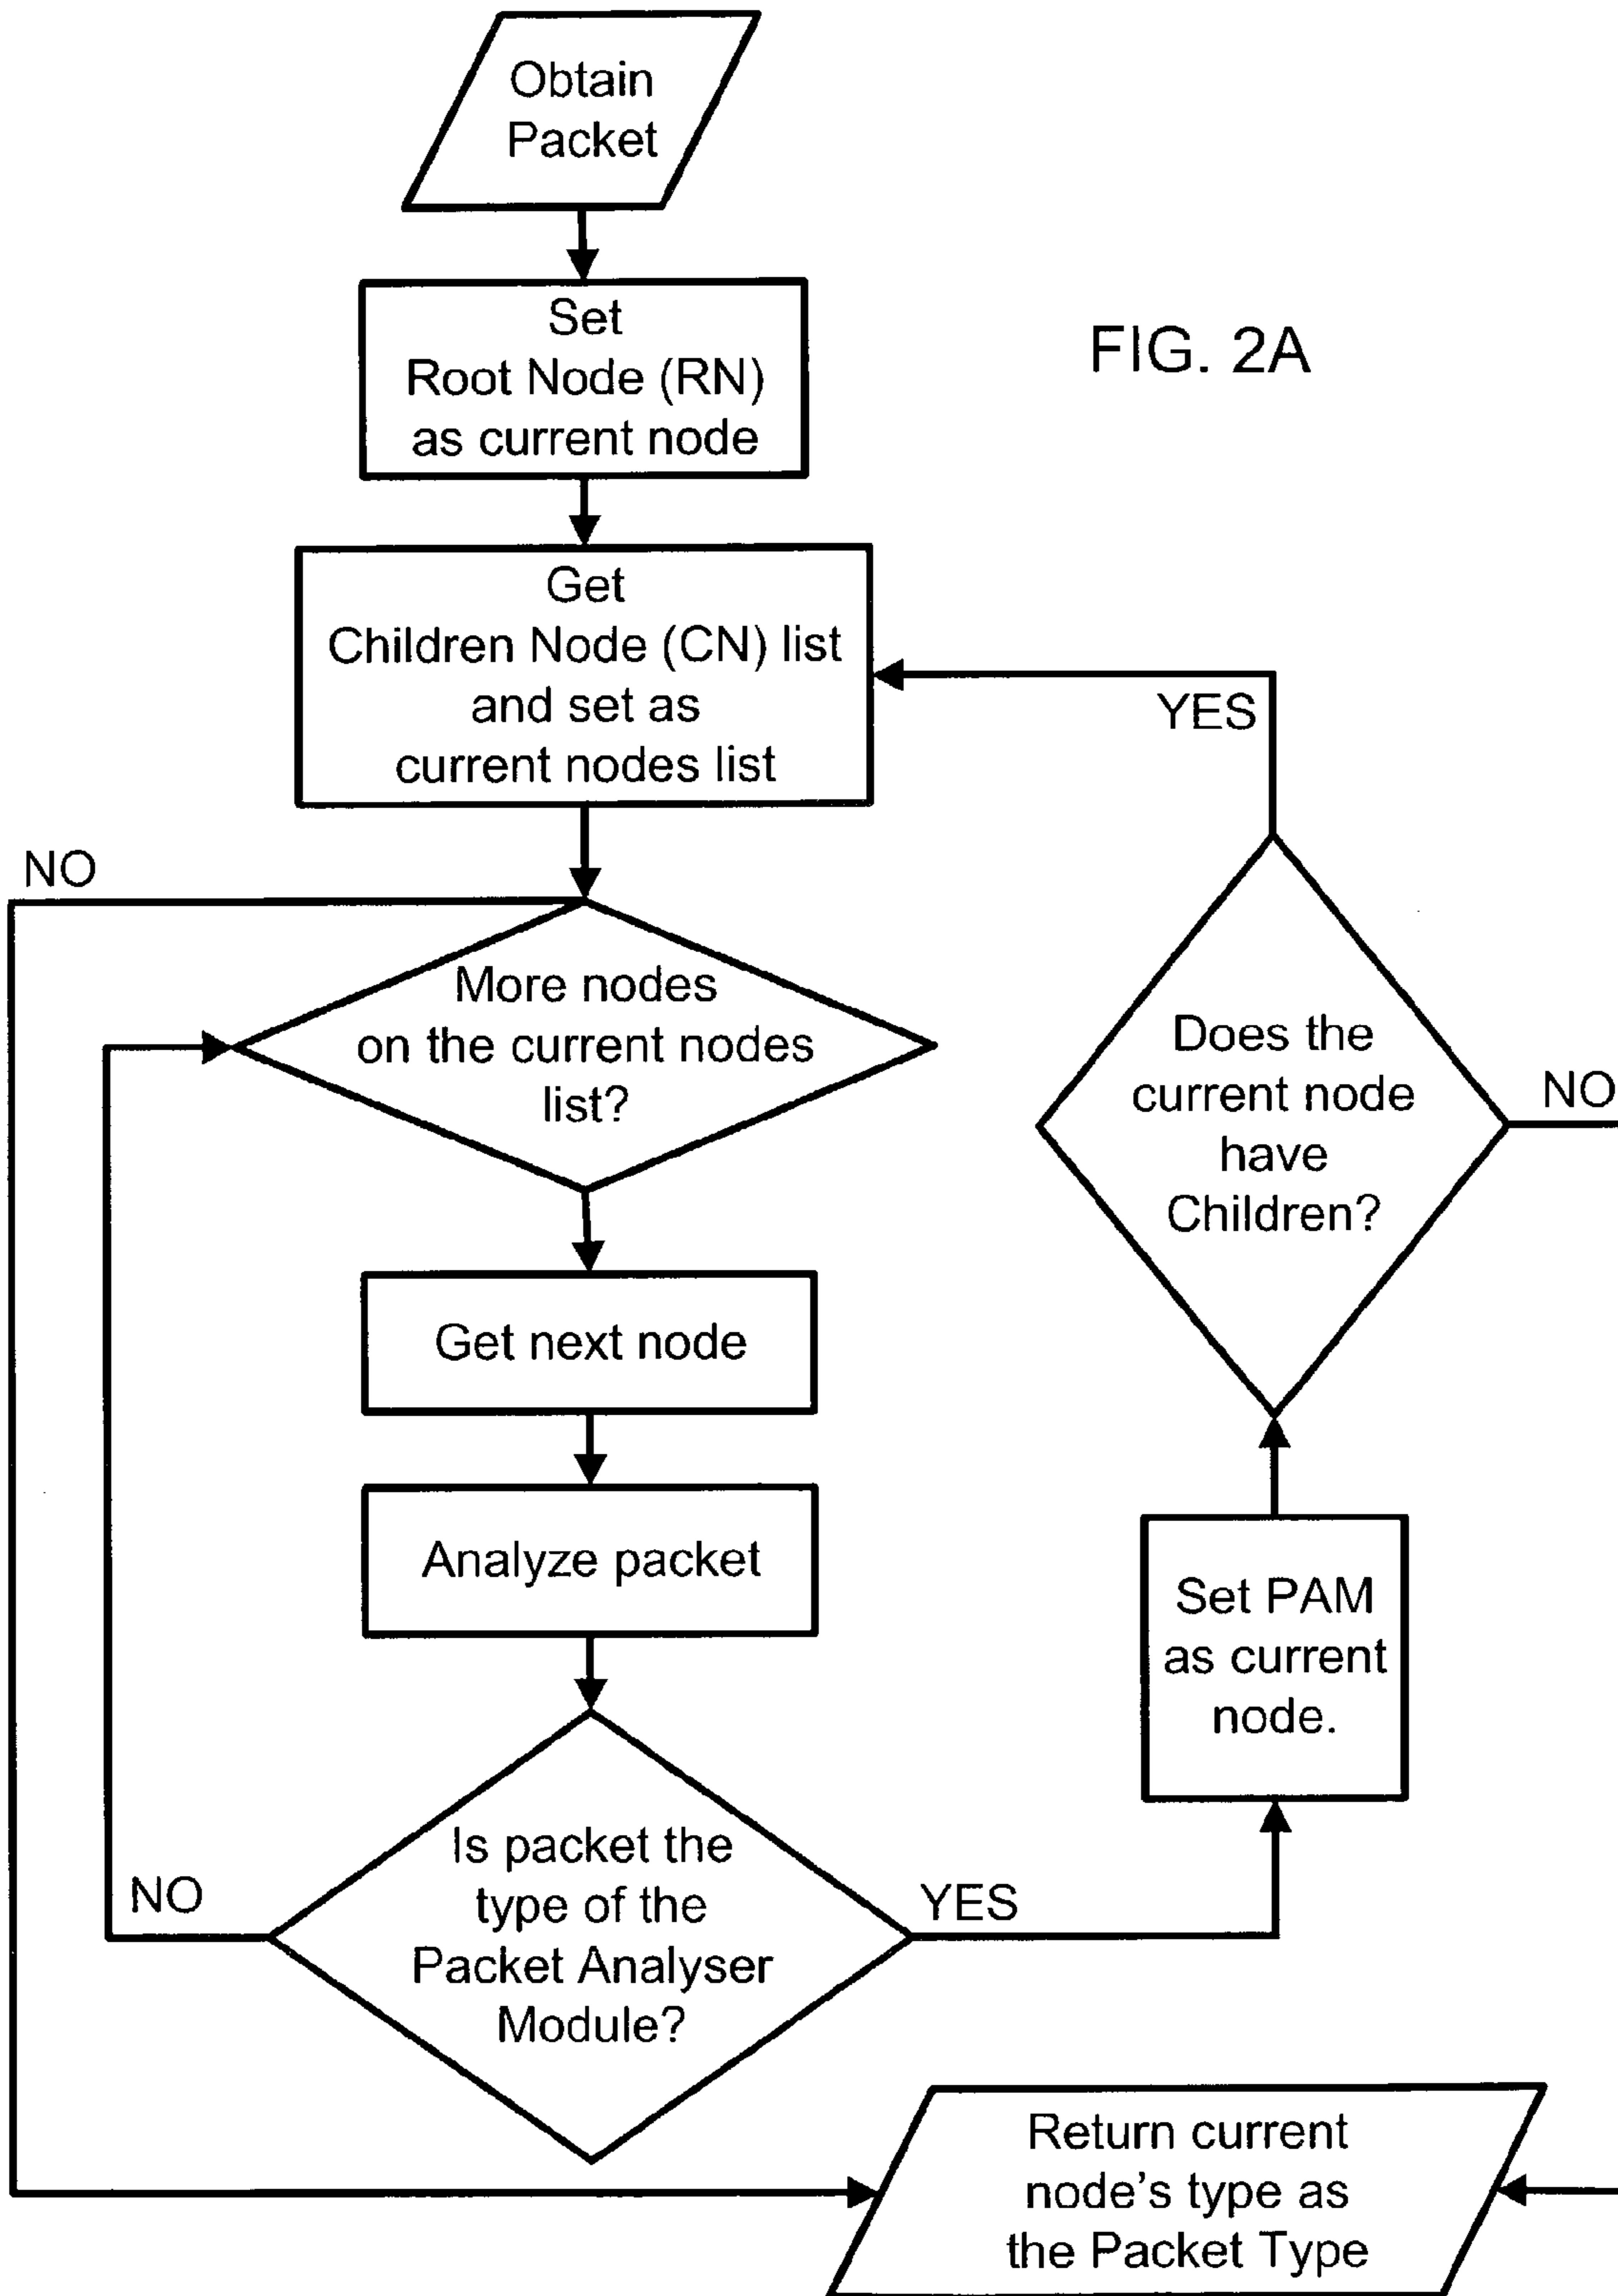 Obtain
Packet
Set
Root Node (RN)
as current node
FIG. 2A
Get
Children Node (CN) list
and set as
current nodes list
YES
NO
More nodes
on the current nodes
list?
Does the
current node
have
Children?
NO
Get next node
Analyze packet
Set PAM
as current
node.
Is packet the
type of the
Packet Analyser
Module?
NO
YES
Return current
node's type as
the Packet Type